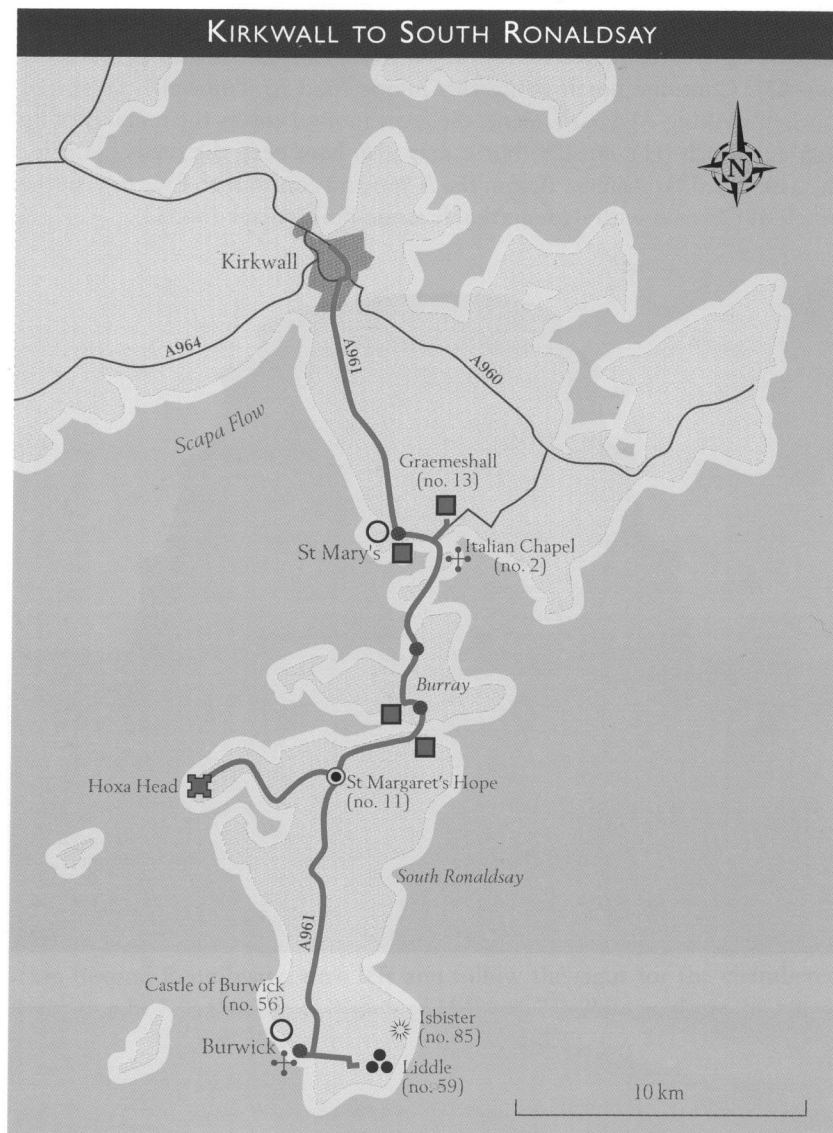 KIRKWALL TO SOUTH RONALDSAY
N
Kirkwall
A964
A961
A960
Scapa Flow
Graemeshall
(no. 13)
St Mary's
Italian Chapel
(no. 2)
Burray
Hoxa Head
St Margaret's Hope
(no. 11)
South Ronaldsay
A961
Castle of Burwick
(no. 56)
Isbister
(no. 85)
Burwick
Liddle
(no. 59)
10 km